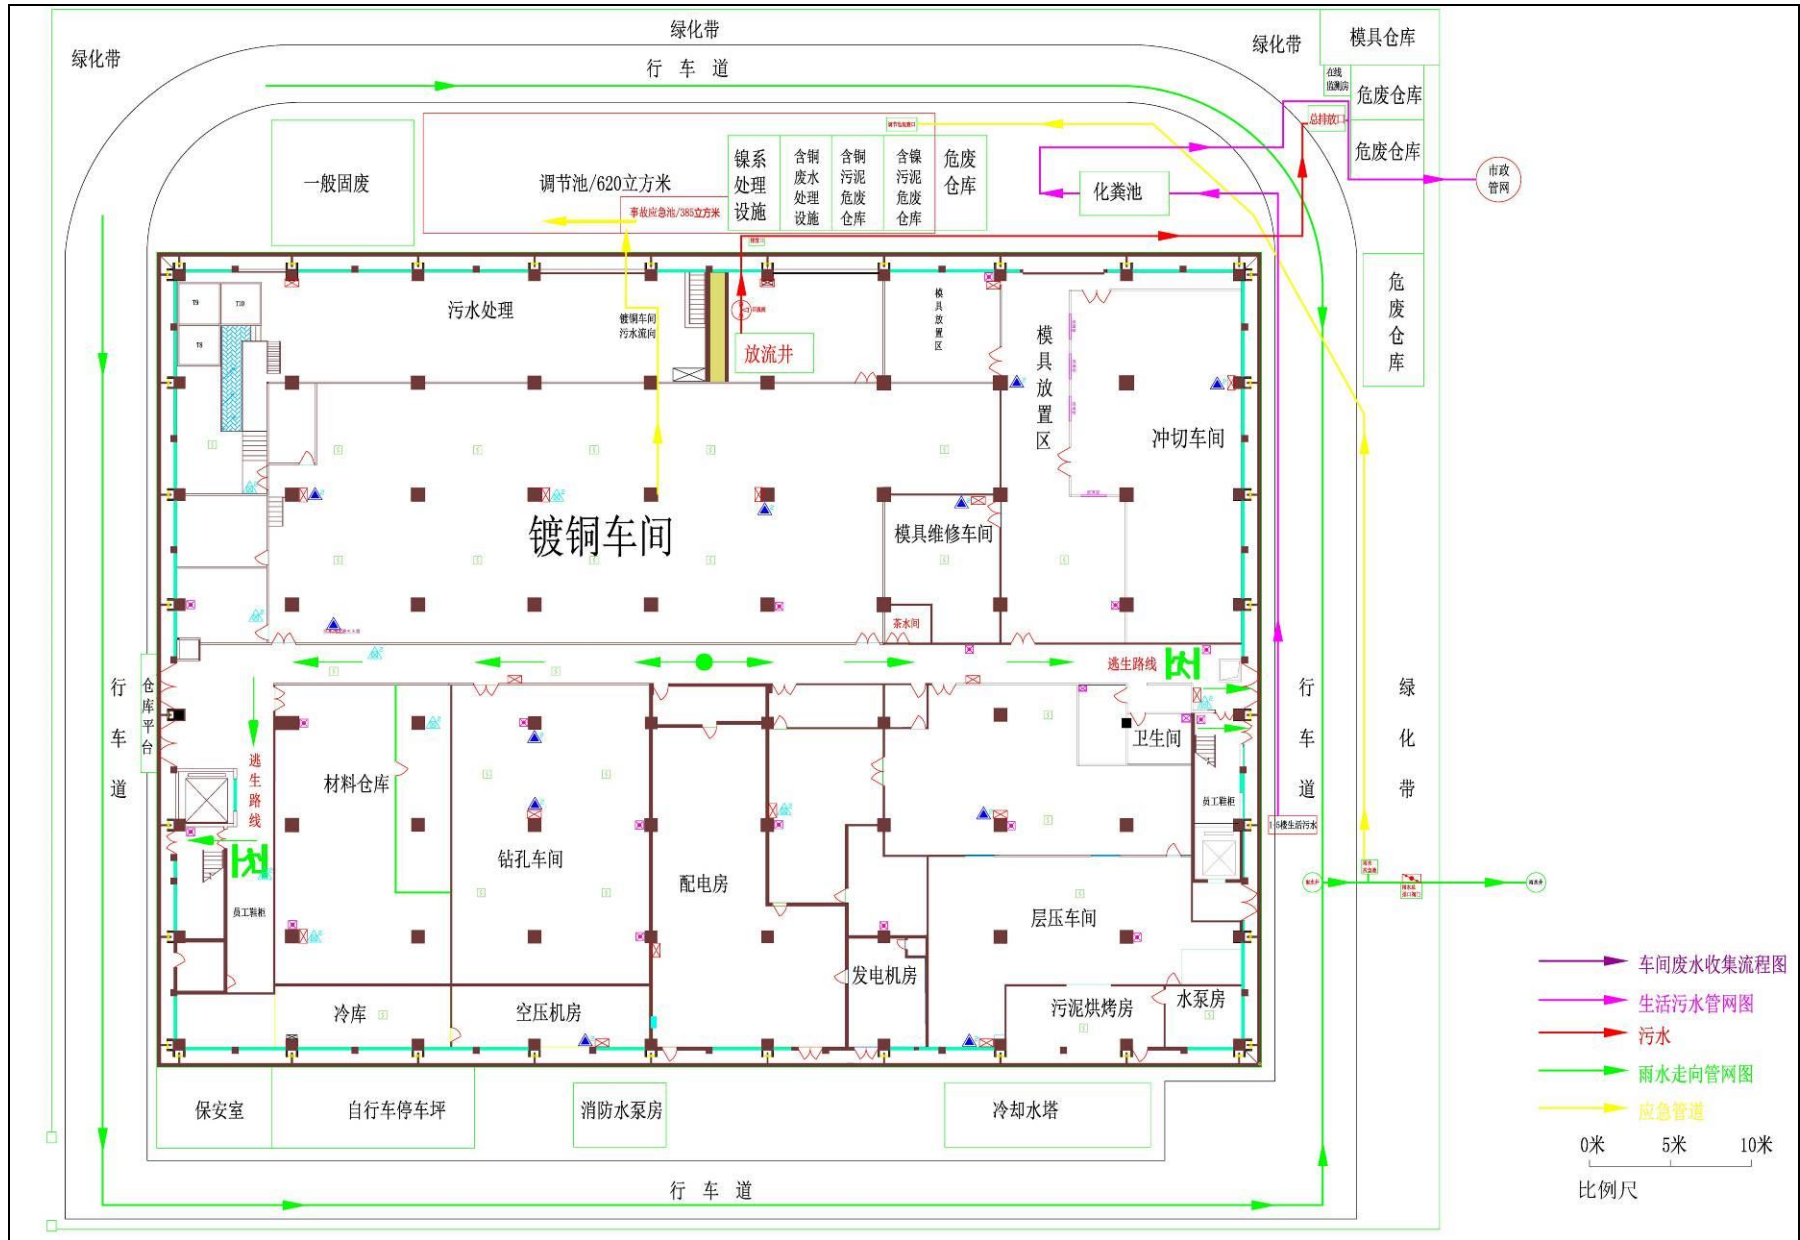 绿化带
绿化带
绿化带
模具仓库
行车道
在线
监测房
危废仓库
总排放口
危废仓库
市政
管网
一般固废
调节池/620立方米
事故应急池/385立方米
镍系
处理
设施
含铜
废水
处理
设施
含铜
污泥
危废
仓库
含镍
污泥
危废
仓库
危废
仓库
化粪池
危废仓库
T9
T10
T8
污水处理
镀铜车间
污水流向
放流井
模具放置区
模具放置区
冲切车间
镀铜车间
模具维修车间
茶水间
逃生路线
行车道
仓库平台
逃生路线
材料仓库
钻孔车间
配电房
卫生间
员工鞋柜
行车道
绿化带
1-5楼生活污水
员工鞋柜
层压车间
发电机房
冷库
空压机房
污泥烘烤房
水泵房
保安室
自行车停车坪
消防水泵房
冷却水塔
行车道
车间废水收集流程图
生活污水管网图
污水
雨水走向管网图
应急管道
0米
5米
10米
比例尺